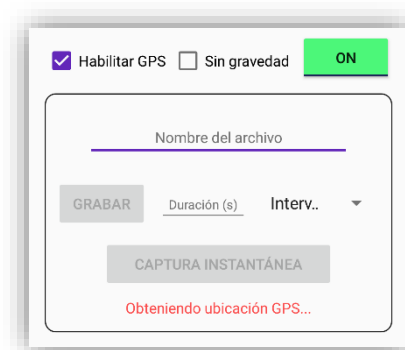 Habilitar GPS Sin gravedad ON
Nombre del archivo
GRABAR Duración (s) Interv..
CAPTURA INSTANTÁNEA
Obteniendo ubicación GPS...